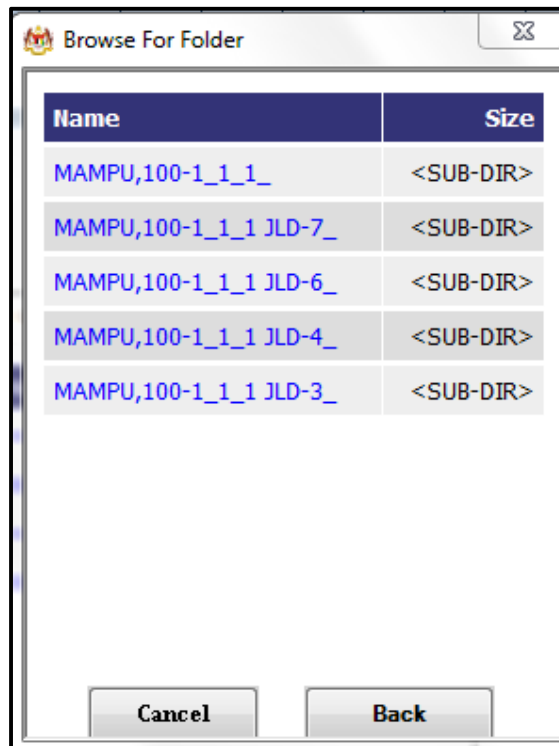 Browse For Folder
Name Size
MAMPU,100-1_1_1_ <SUB-DIR>
MAMPU,100-1_1_1 JLD-7_ <SUB-DIR>
MAMPU,100-1_1_1 JLD-6_ <SUB-DIR>
MAMPU,100-1_1_1 JLD-4_ <SUB-DIR>
MAMPU,100-1_1_1 JLD-3_ <SUB-DIR>
Cancel Back